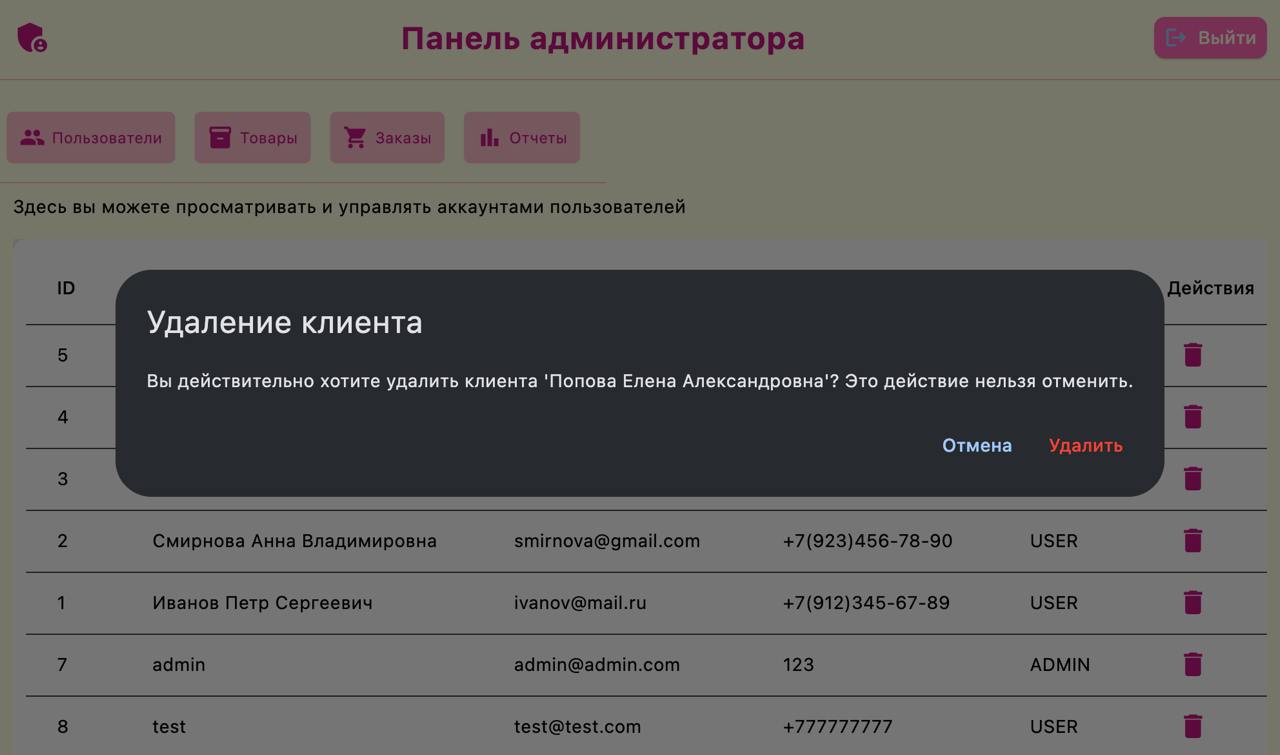 Панель администратора
Выйти
Пользователи Товары Заказы Отчеты
Здесь вы можете просматривать и управлять аккаунтами пользователей
ID Действия
5
4
3
Удаление клиента
Вы действительно хотите удалить клиента 'Попова Елена Александровна'? Это действие нельзя отменить.
Отмена Удалить
2 Смирнова Анна Владимировна smirnova@gmail.com +7(923)456-78-90 USER
1 Иванов Петр Сергеевич ivanov@mail.ru +7(912)345-67-89 USER
7 admin admin@admin.com 123 ADMIN
8 test test@test.com +777777777 USER